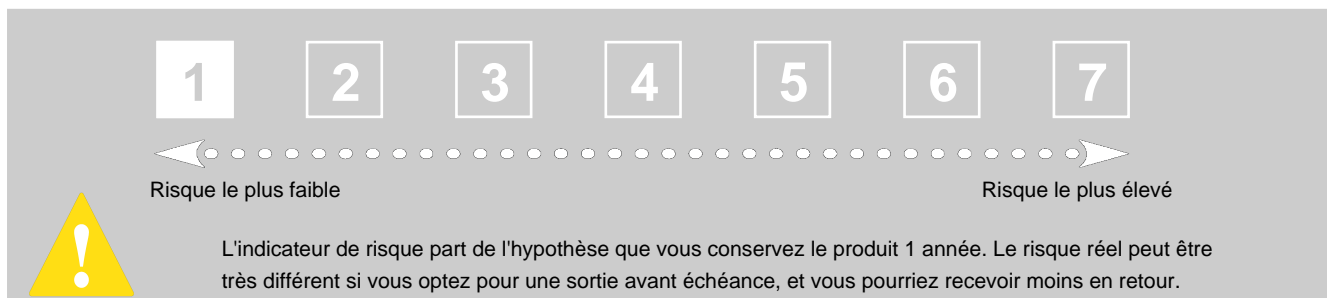 1 2 3 4 5 6 7
Risque le plus faible Risque le plus élevé
!
L'indicateur de risque part de l'hypothèse que vous conservez le produit 1 année. Le risque réel peut être
très différent si vous optez pour une sortie avant échéance, et vous pourriez recevoir moins en retour.